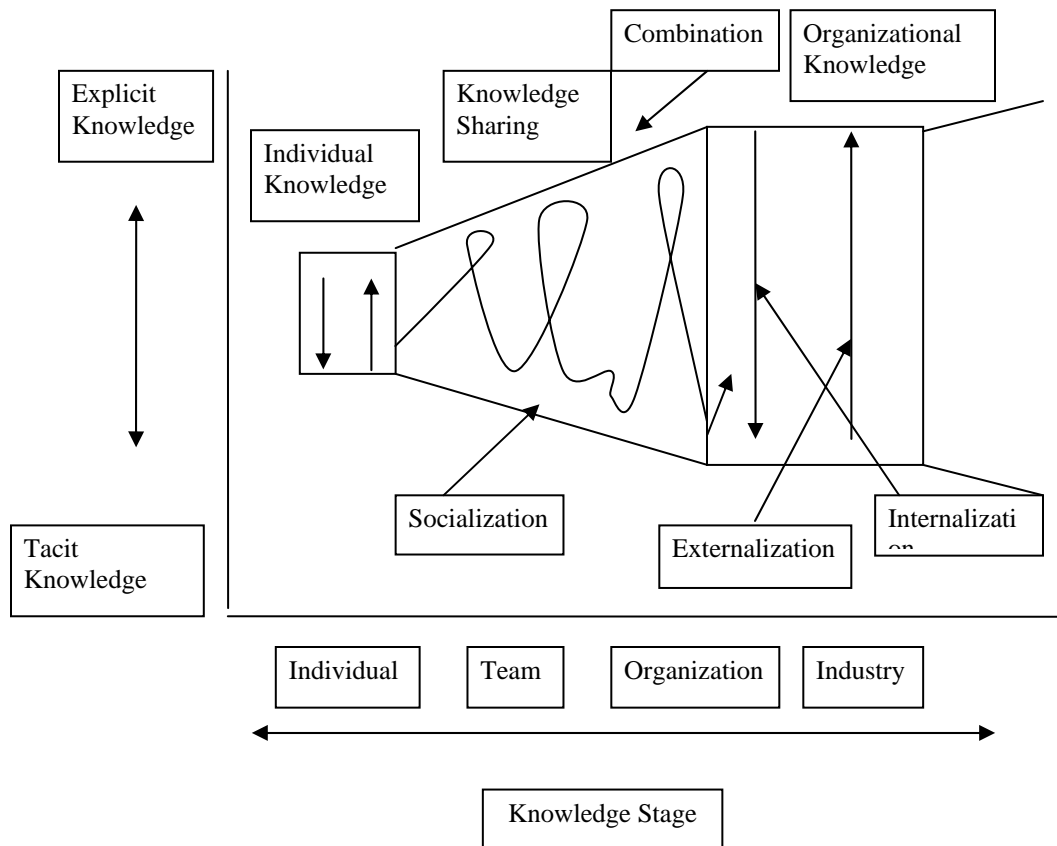 Combination
Organizational
Knowledge
Explicit
Knowledge
Knowledge
Sharing
Individual
Knowledge
Socialization
Externalization
Internalizati
on
Tacit
Knowledge
Individual
Team
Organization
Industry
Knowledge Stage